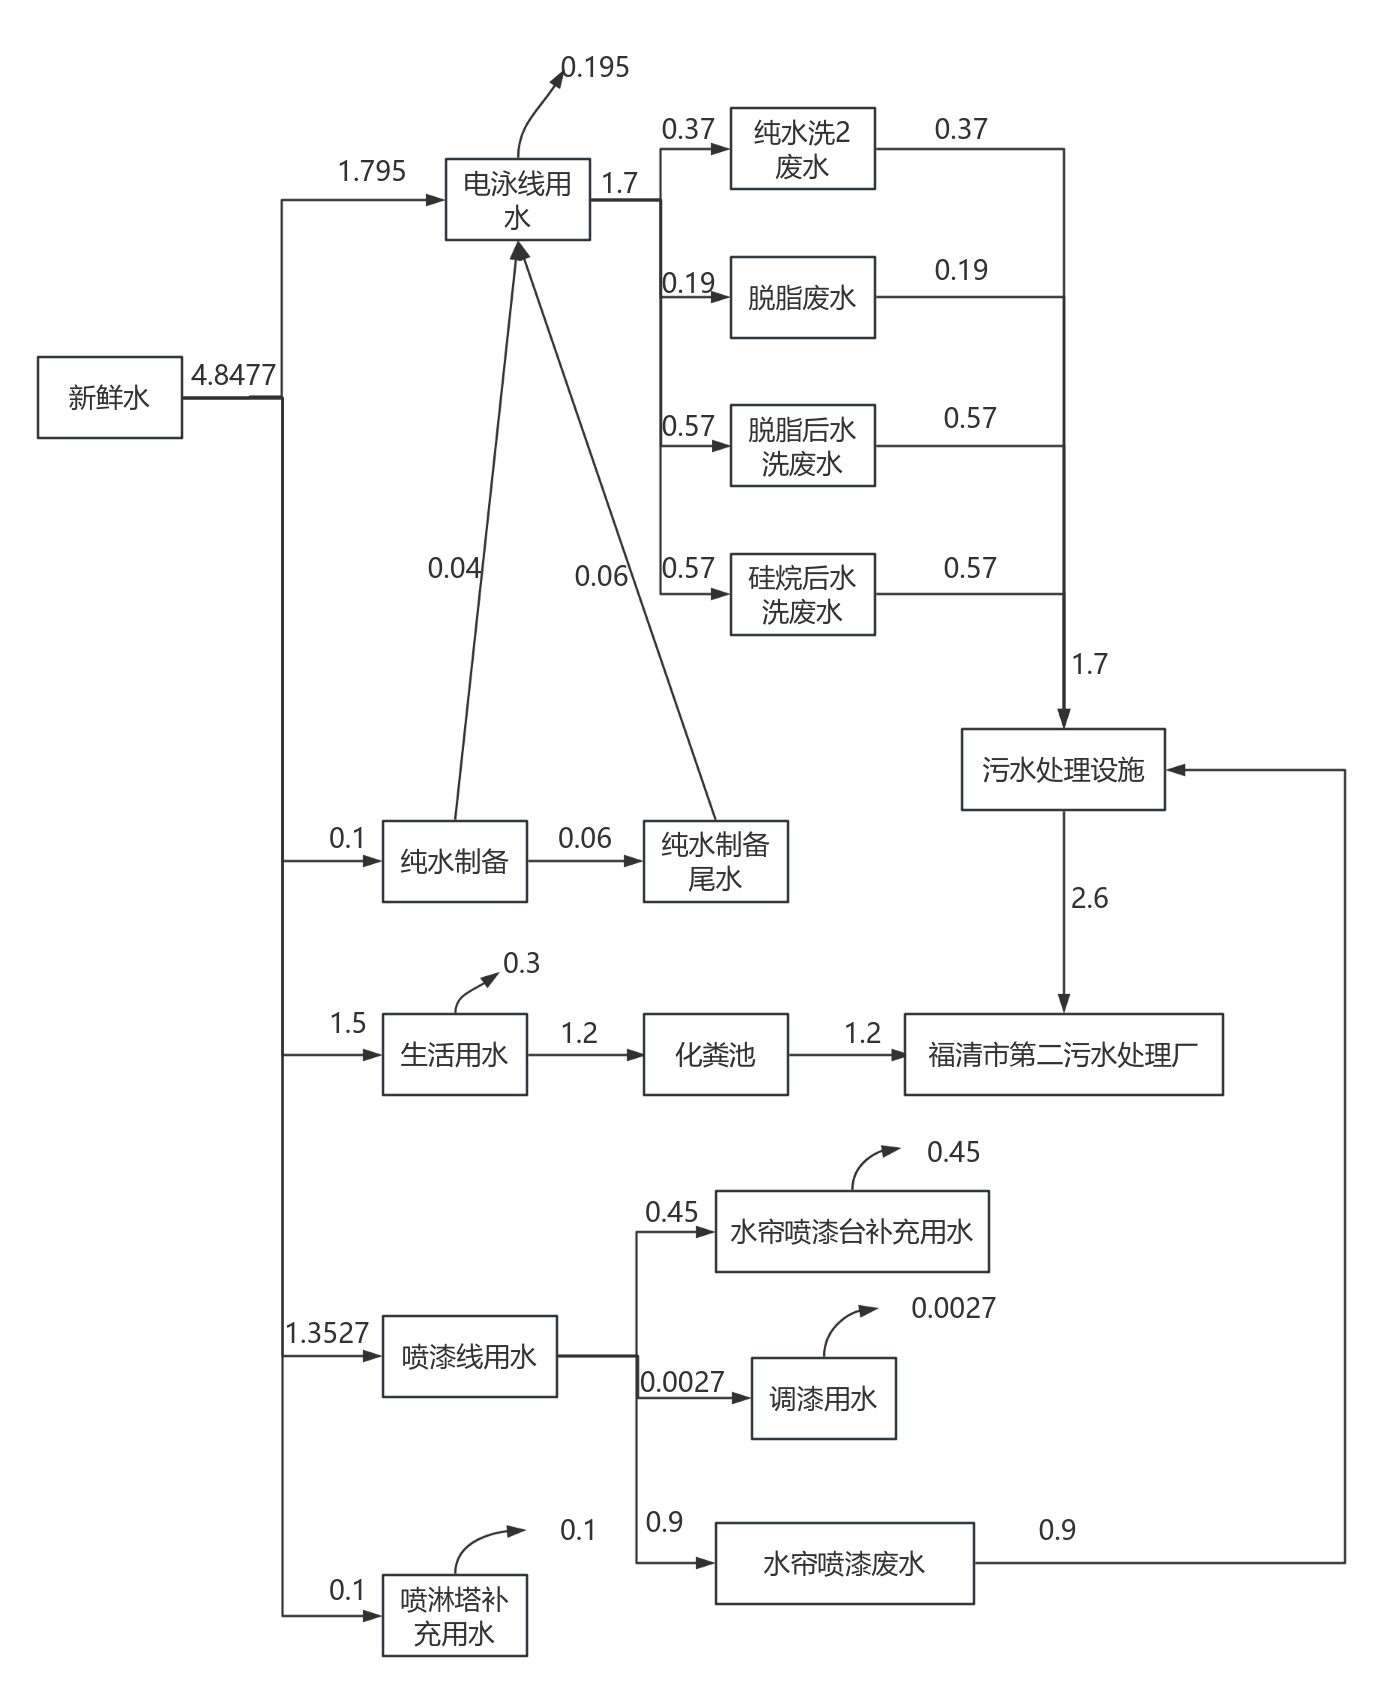 0.195
0.37
纯水洗2
废水
0.37
1.795
电泳线用
水
1.7
0.19
脱脂废水
0.19
新鲜水
4.8477
0.57
脱脂后水
洗废水
0.57
0.04
0.06
0.57
硅烷后水
洗废水
0.57
1.7
污水处理设施
0.1
纯水制备
0.06
纯水制备
尾水
2.6
0.3
1.5
生活用水
1.2
化粪池
1.2
福清市第二污水处理厂
0.45
0.45
水帘喷漆台补充用水
0.0027
1.3527
喷漆线用水
0.0027
调漆用水
0.1
0.9
水帘喷漆废水
0.9
0.1
喷淋塔补
充用水